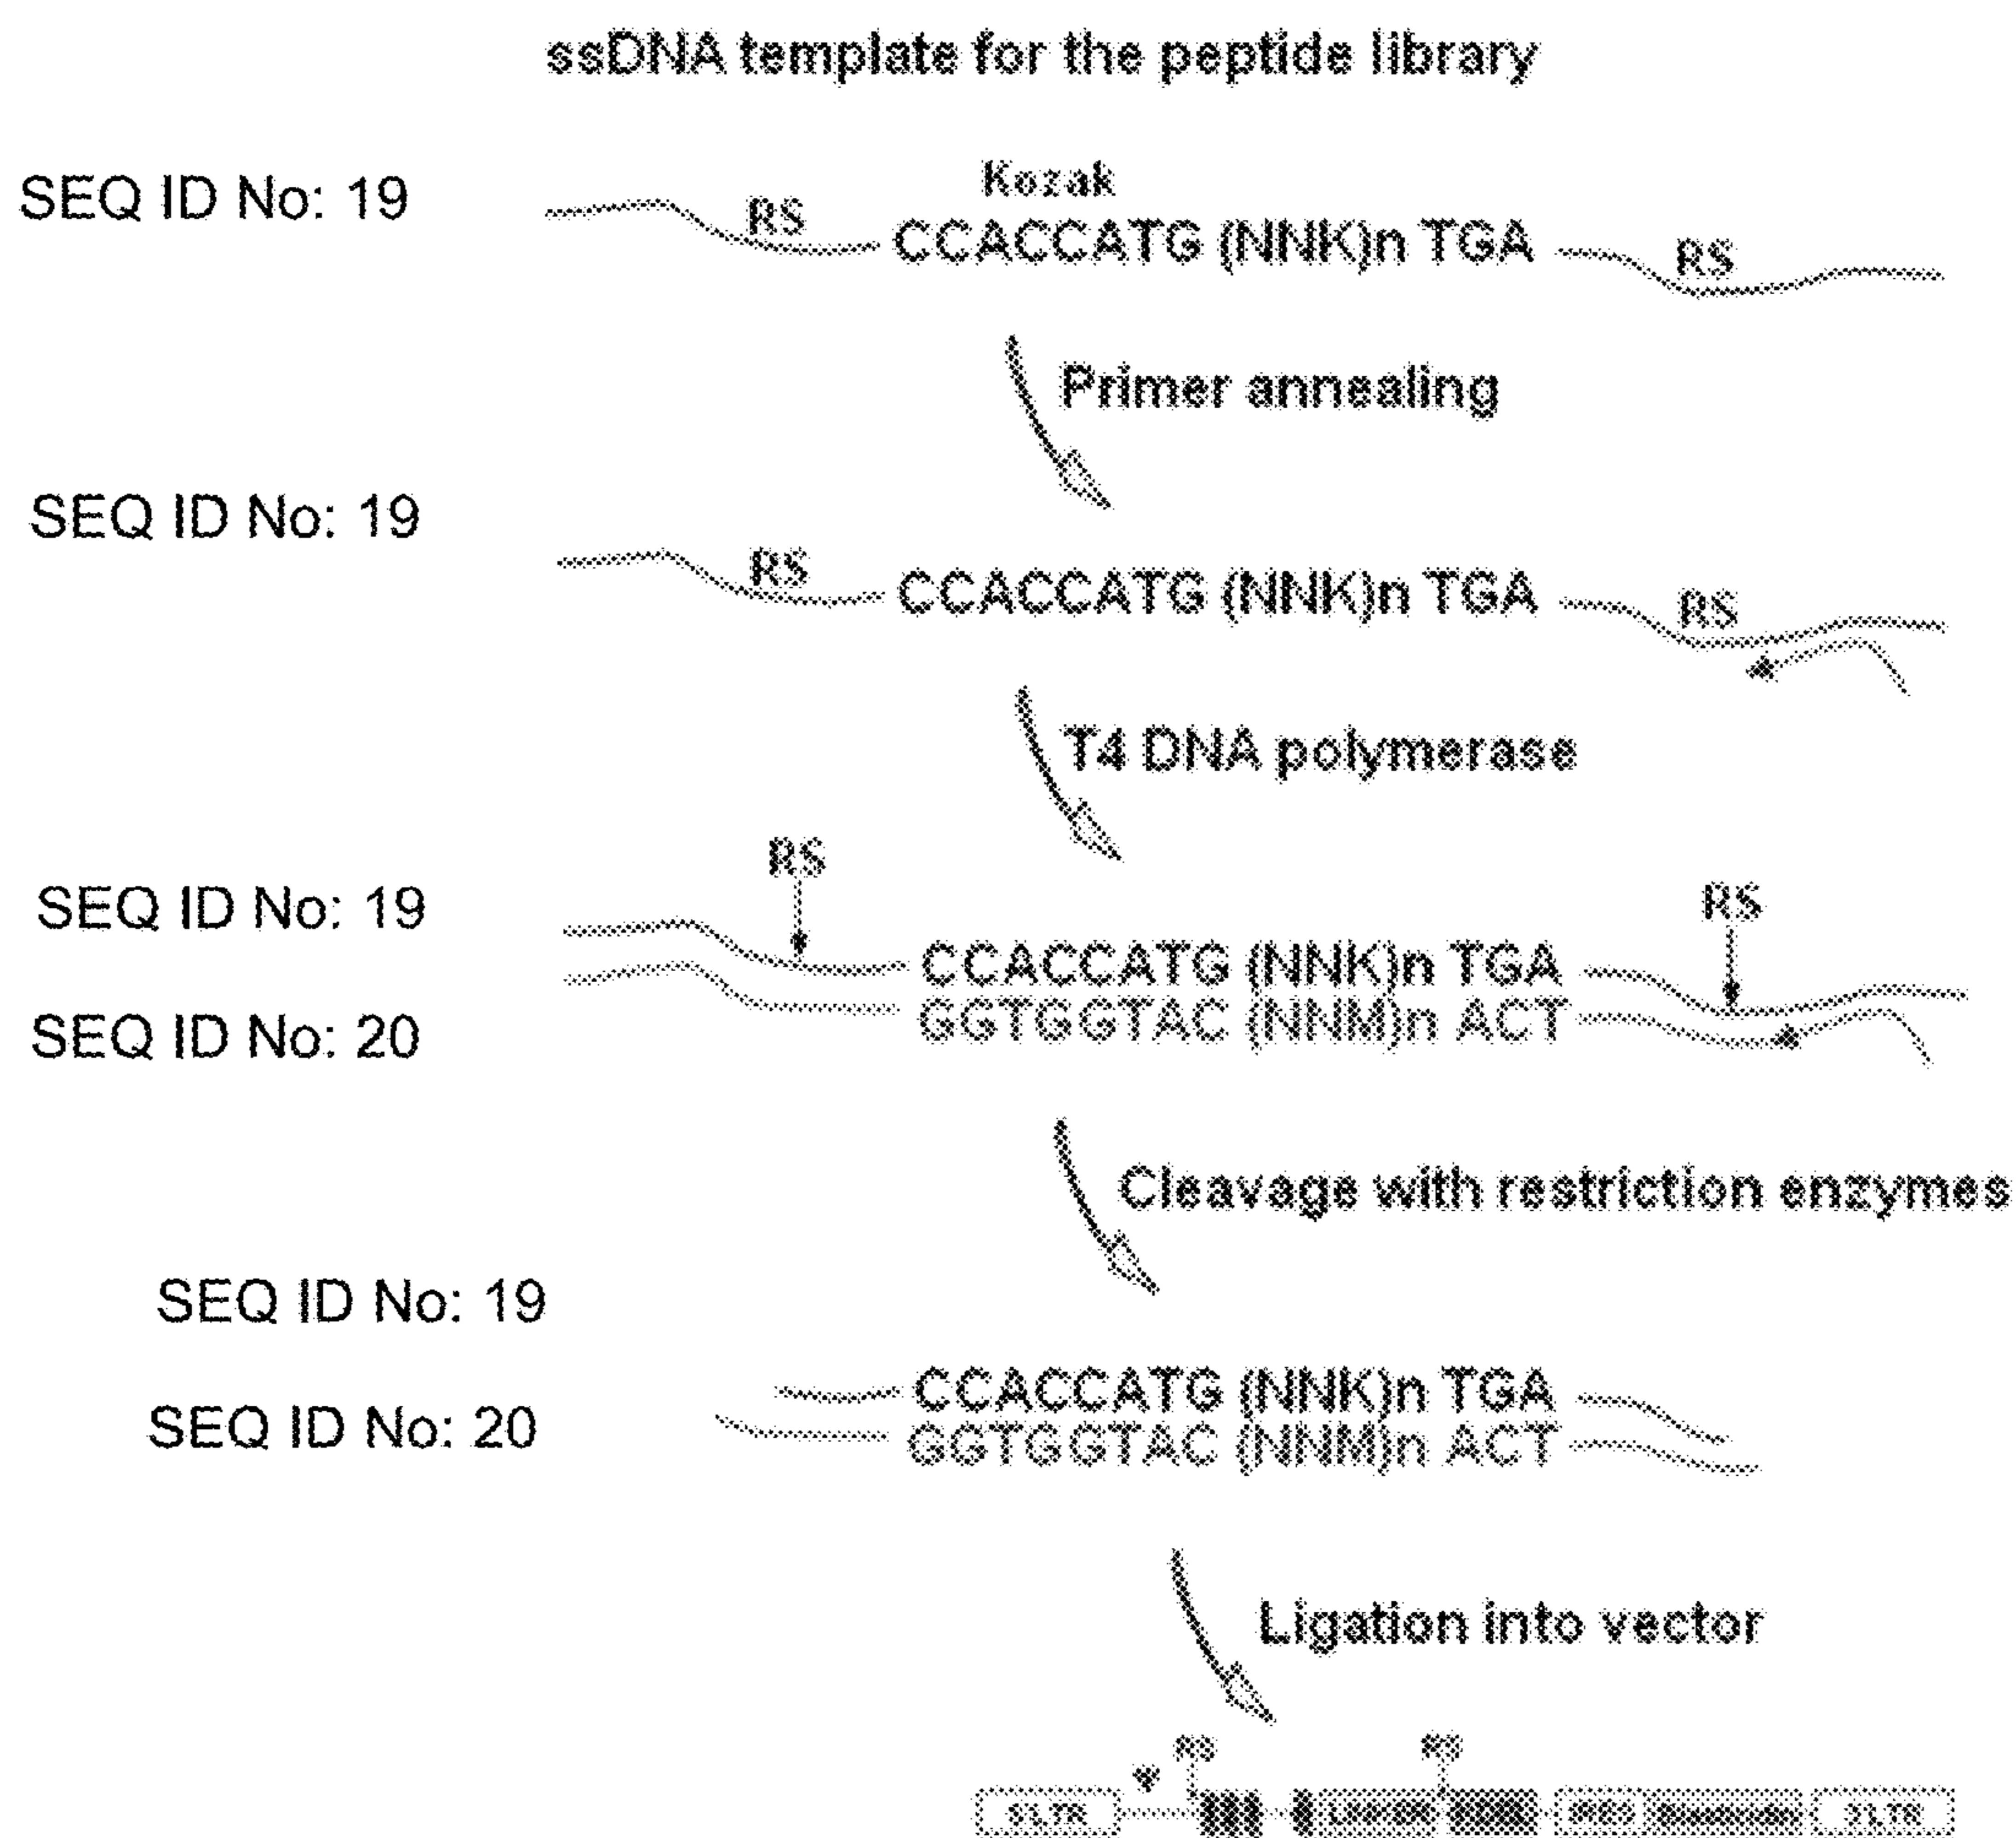 ssDNA template for the peptide library
Kozak
SEQ ID No: 19
RS
CCACCATG (NNK)n TGA
RS
Primer annealing
SEQ ID No: 19
RS
CCACCATG (NNK)n TGA
RS
T4 DNA polymerase
RS
RS
SEQ ID No: 19
CCACCATG (NNK)n TGA
SEQ ID No: 20
GGTGGTAC (NNM)n ACT
Cleavage with restriction enzymes
SEQ ID No: 19
CCACCATG (NNK)n TGA
SEQ ID No: 20
GGTGGTAC (NNM)n ACT
Ligation into vector
RS
RS
5LTR
IRES
3LTR